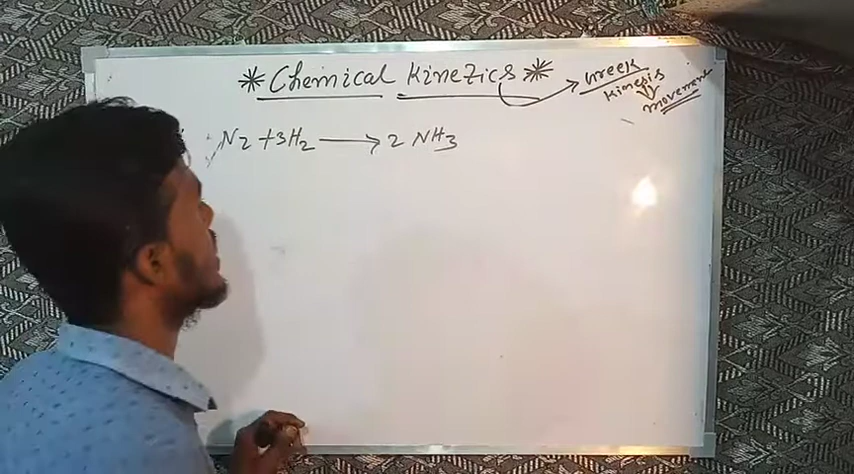 * Chemical Kinetics *
Greek
Kinesis
movement
N2 + 3H2 → 2 NH3